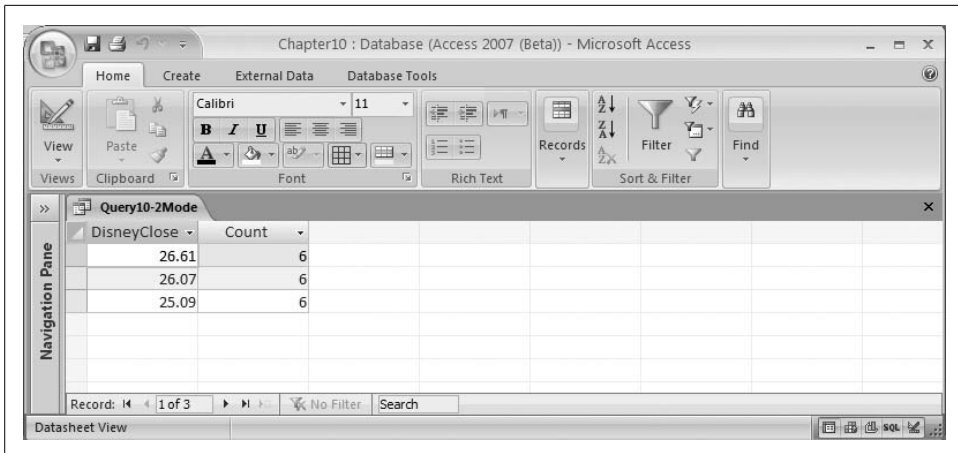 Chapter10 : Database (Access 2007 (Beta)) - Microsoft Access
Home Create External Data Database Tools
Calibri 11
B I U
A ab
View Paste Records Filter Find
Views Clipboard Font Rich Text Sort & Filter
Query10-2Mode
DisneyClose Count
26.61 6
26.07 6
25.09 6
Navigation Pane
Record: 1 of 3 No Filter Search
Datasheet View SQL